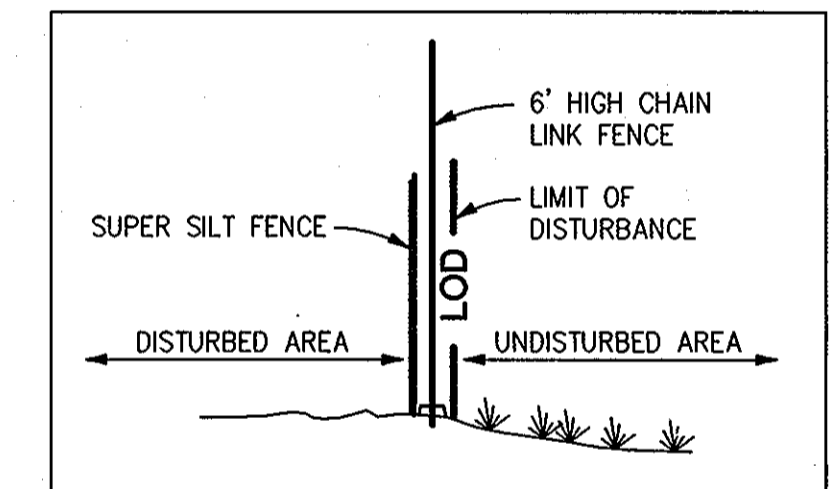 6' HIGH CHAIN
LINK FENCE
SUPER SILT FENCE
LIMIT OF
DISTURBANCE
LOD
DISTURBED AREA
UNDISTURBED AREA